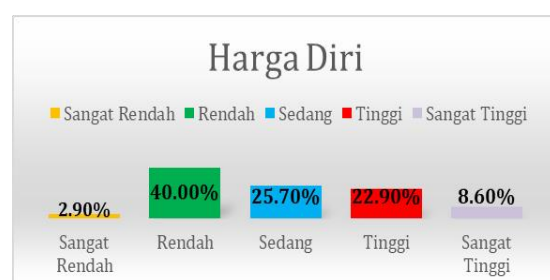 Harga Diri
Sangat Rendah Rendah Sedang Tinggi Sangat Tinggi
2.90% 40.00% 25.70% 22.90% 8.60%
Sangat Rendah Rendah Sedang Tinggi Sangat Tinggi